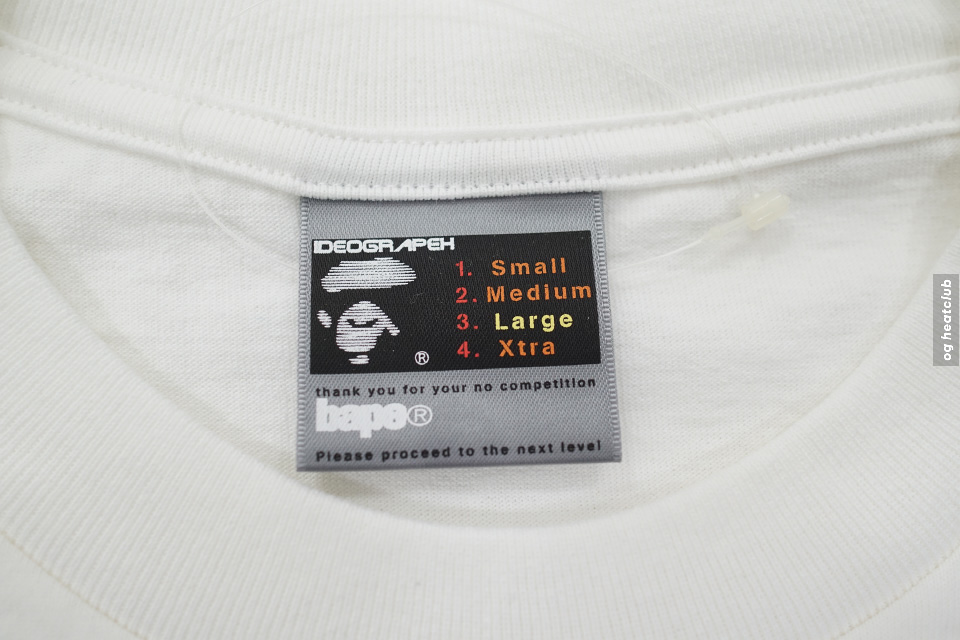 IDEOGRAPEH
1. Small
2. Medium
3. Large
4. Xtra
®
thank you for your no competition
bape®
Please proceed to the next level
og heatclub